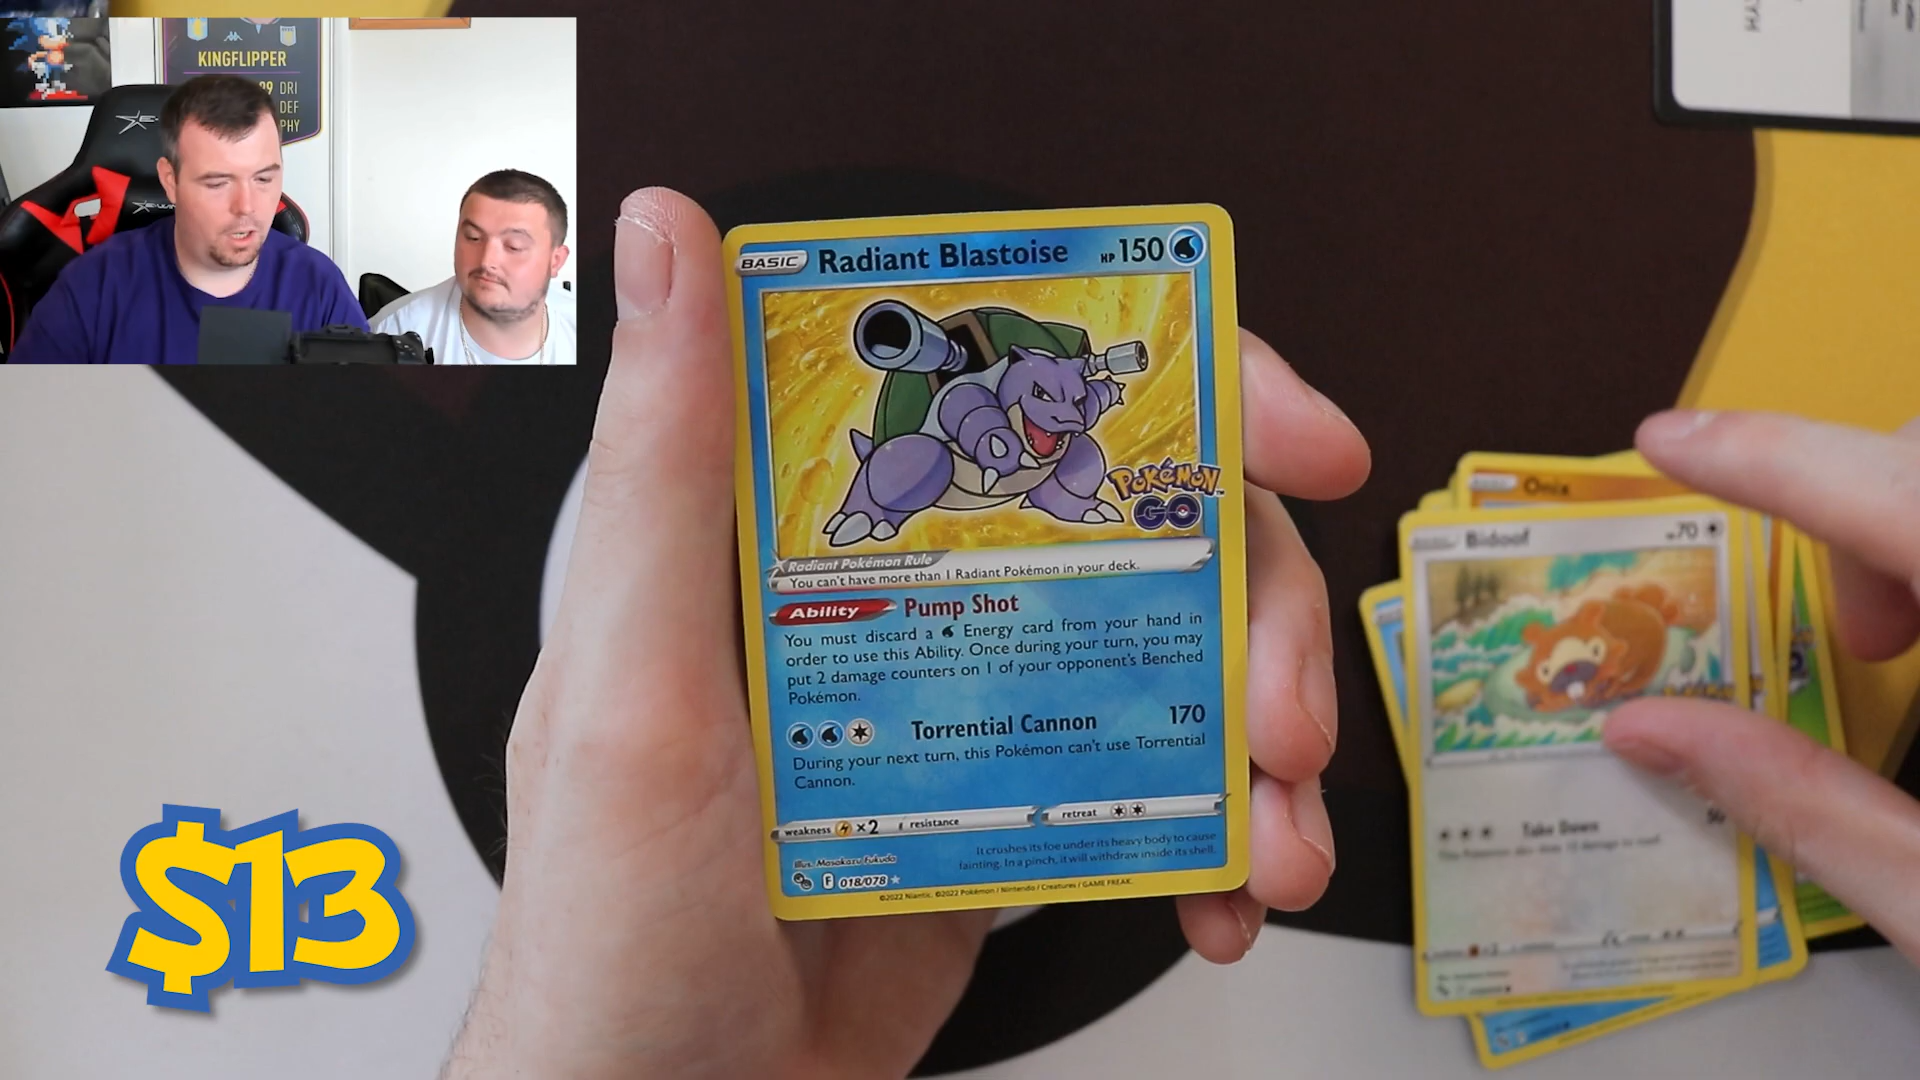 KINGFLIPPER
99 DRI
DEF
PHY
BASIC
Radiant Blastoise
HP 150
POKÉMON
GO
Radiant Pokémon Rule
You can't have more than 1 Radiant Pokémon in your deck.
Ability Pump Shot
You must discard a Energy card from your hand in
order to use this Ability. Once during your turn, you may
put 2 damage counters on 1 of your opponent's Benched
Pokémon.
Torrential Cannon 170
During your next turn, this Pokémon can't use Torrential
Cannon.
weakness ×2 resistance retreat
It crushes its foe under its heavy body to cause
fainting. In a pinch, it will withdraw inside its shell.
Illus. Masakazu Fukuda
F 018/078
©2022 Niantic. ©2022 Pokémon / Nintendo / Creatures / GAME FREAK.
Onix
Bidoof 70
Take Down 50
$13